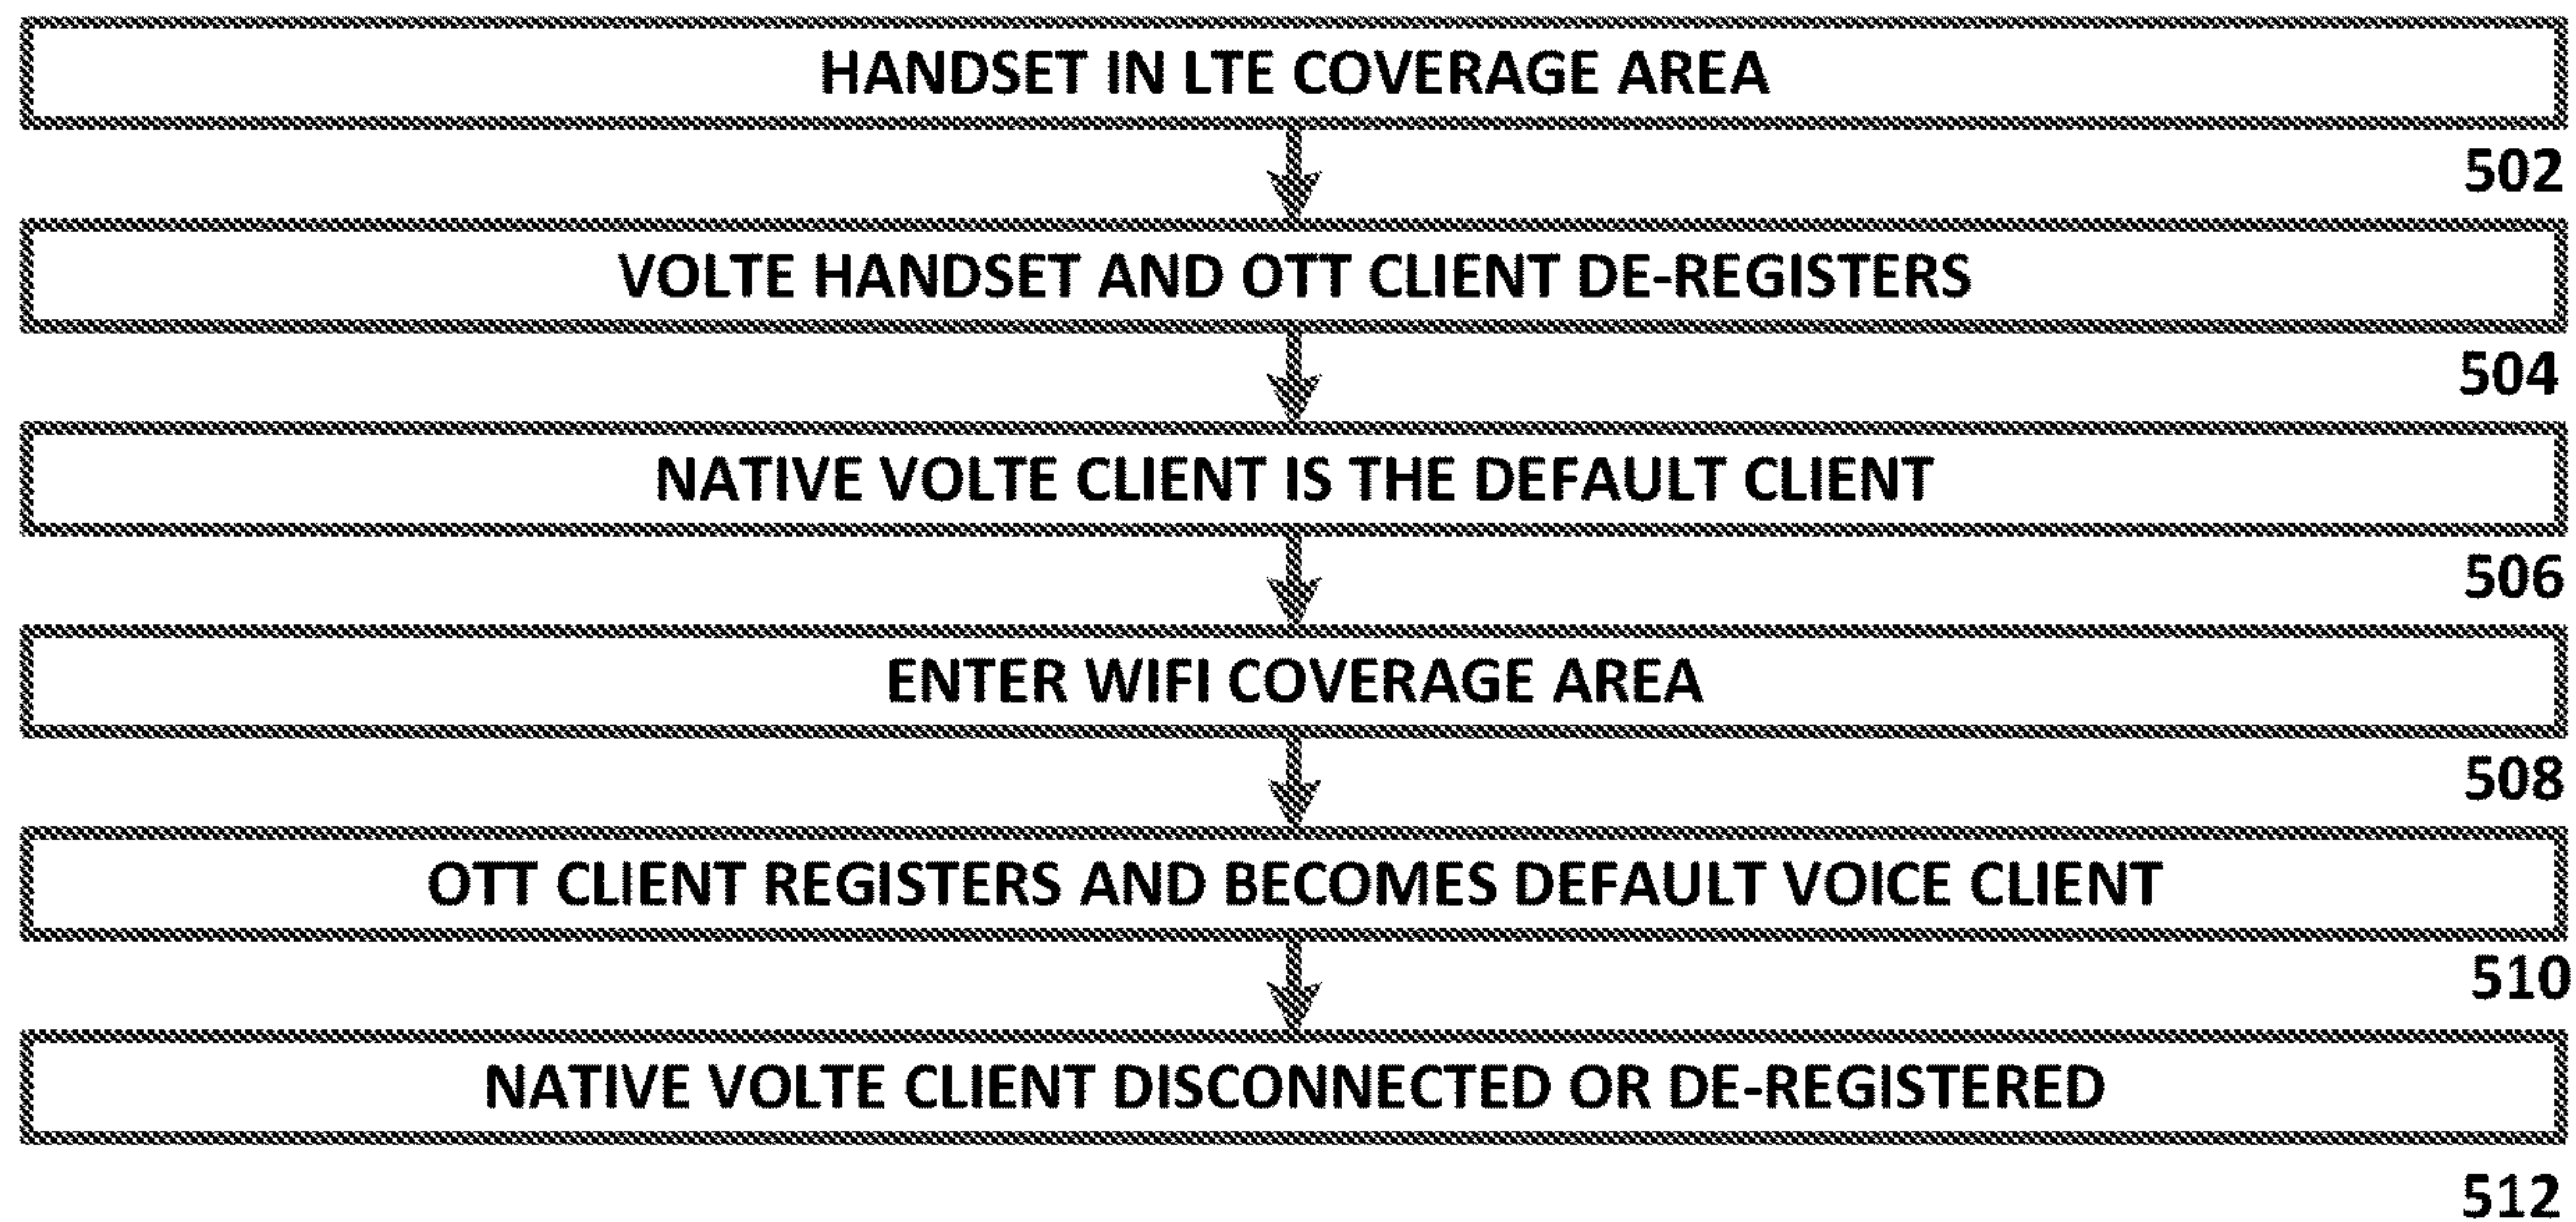 HANDSET IN LTE COVERAGE AREA
502
VOLTE HANDSET AND OTT CLIENT DE-REGISTERS
504
NATIVE VOLTE CLIENT IS THE DEFAULT CLIENT
506
ENTER WIFI COVERAGE AREA
508
OTT CLIENT REGISTERS AND BECOMES DEFAULT VOICE CLIENT
510
NATIVE VOLTE CLIENT DISCONNECTED OR DE-REGISTERED
512